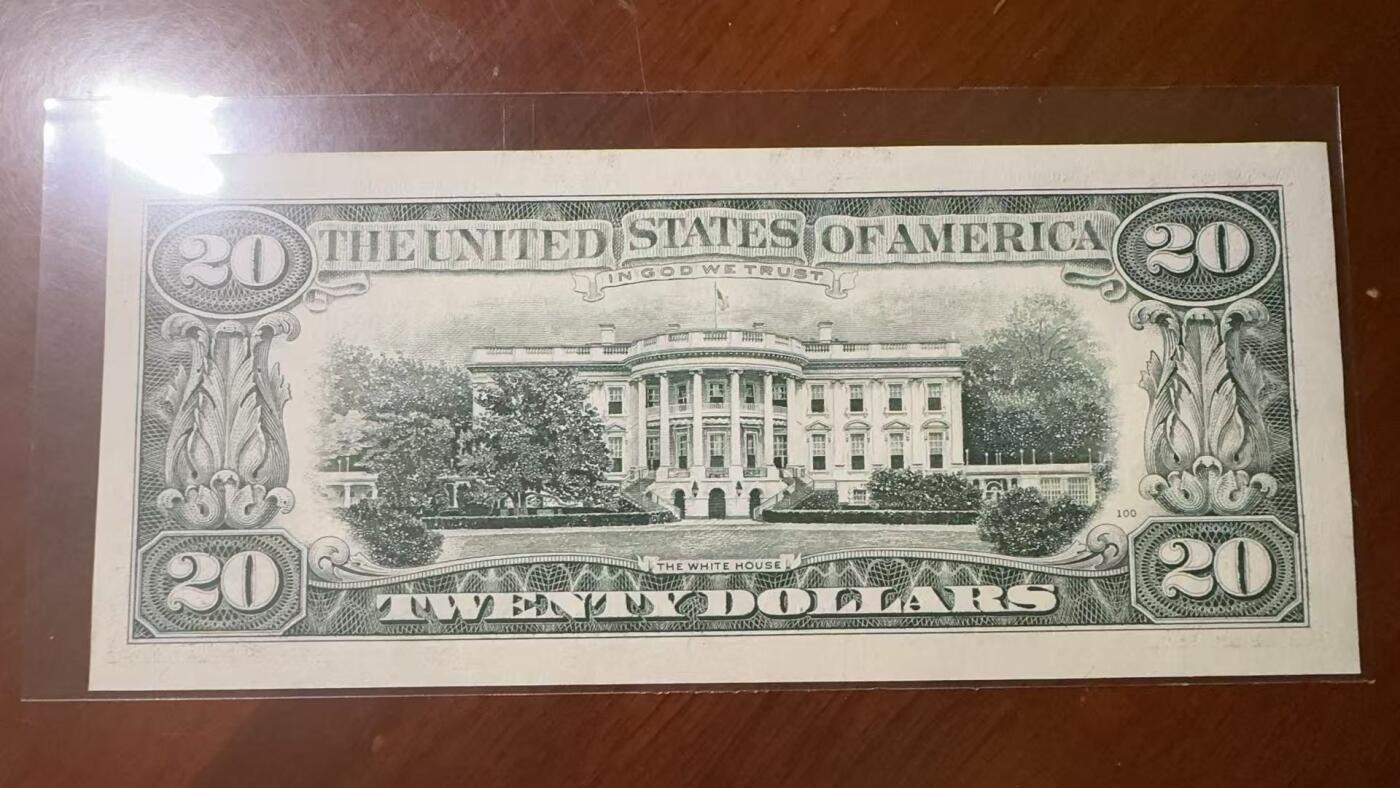 20 THE UNITED STATES OF AMERICA 20
IN GOD WE TRUST
100
THE WHITE HOUSE
20 TWENTY DOLLARS 20